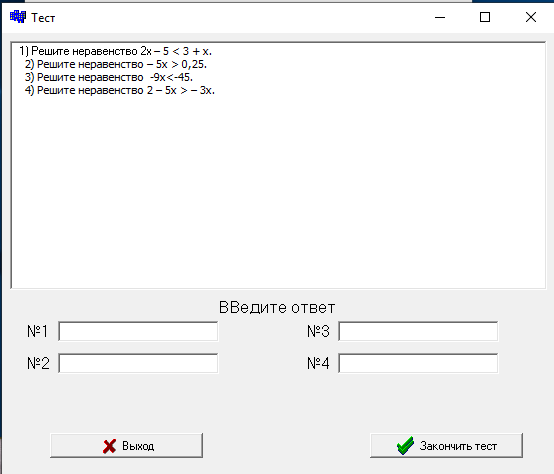 Тест
1) Решите неравенство 2x – 5 < 3 + x.
2) Решите неравенство – 5x > 0,25.
3) Решите неравенство -9x<-45.
4) Решите неравенство 2 – 5x > – 3x.
ВВедите ответ
№1
№3
№2
№4
Выход
Закончить тест